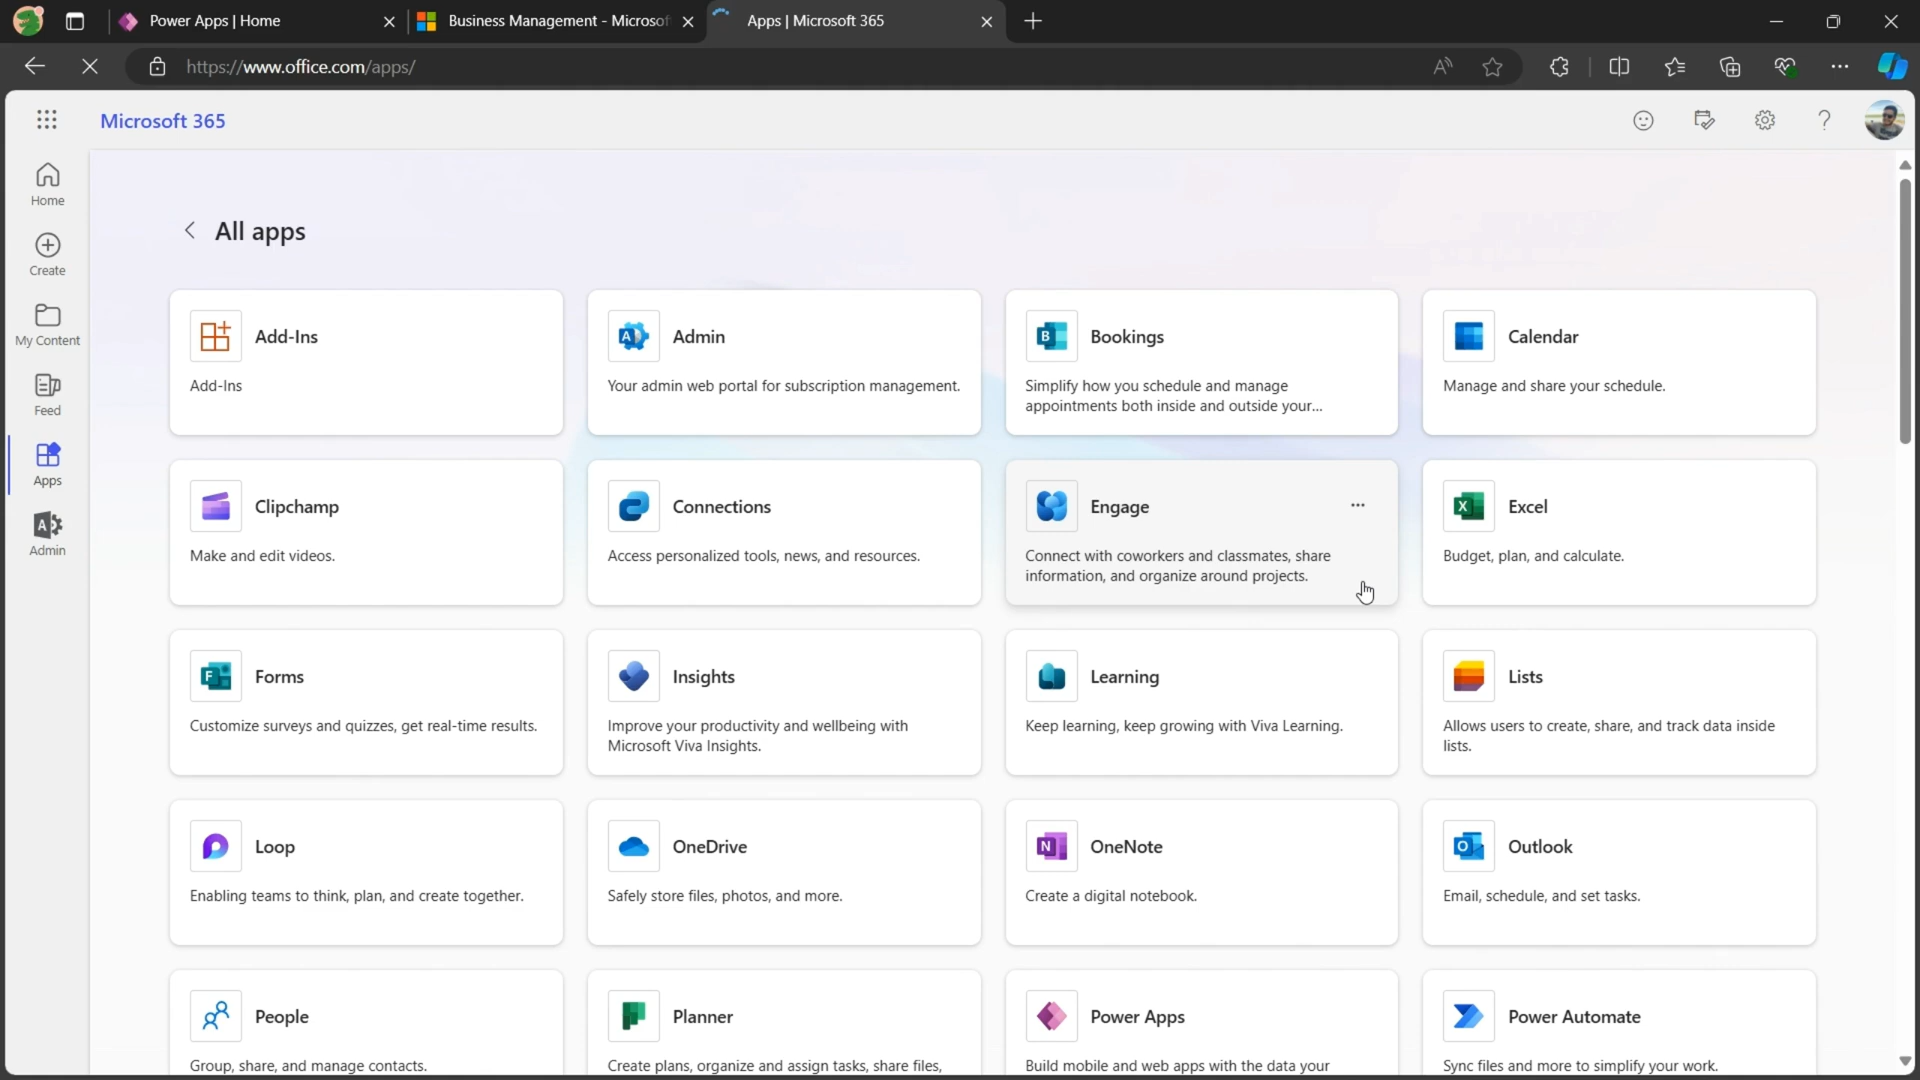 Power Apps | Home
Business Management - Microsof
Apps | Microsoft 365
https://www.office.com/apps/
Microsoft 365
Home
Create
My Content
Feed
Apps
Admin
All apps
Add-Ins
Add-Ins
Admin
Your admin web portal for subscription management.
Bookings
Simplify how you schedule and manage
appointments both inside and outside your...
Calendar
Manage and share your schedule.
Clipchamp
Make and edit videos.
Connections
Access personalized tools, news, and resources.
Engage
Connect with coworkers and classmates, share
information, and organize around projects.
Excel
Budget, plan, and calculate.
Forms
Customize surveys and quizzes, get real-time results.
Insights
Improve your productivity and wellbeing with
Microsoft Viva Insights.
Learning
Keep learning, keep growing with Viva Learning.
Lists
Allows users to create, share, and track data inside
lists.
Loop
Enabling teams to think, plan, and create together.
OneDrive
Safely store files, photos, and more.
OneNote
Create a digital notebook.
Outlook
Email, schedule, and set tasks.
People
Group, share, and manage contacts.
Planner
Create plans, organize and assign tasks, share files,
Power Apps
Build mobile and web apps with the data your
Power Automate
Sync files and more to simplify your work.